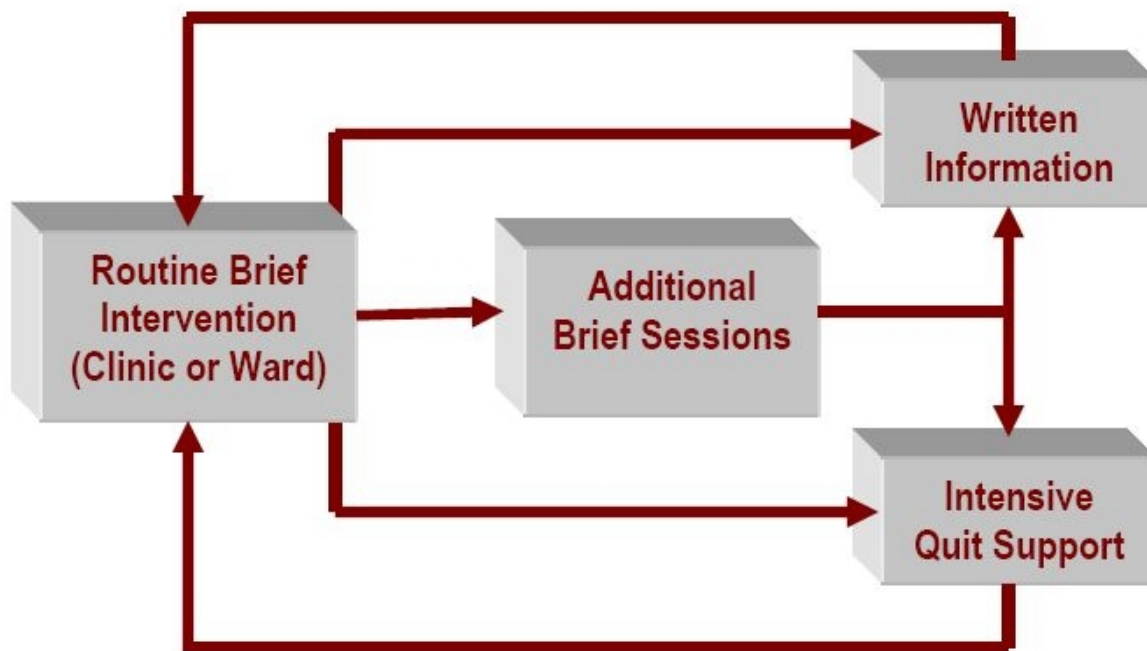 Written
Information
Routine Brief
Intervention
(Clinic or Ward)
Additional
Brief Sessions
Intensive
Quit Support